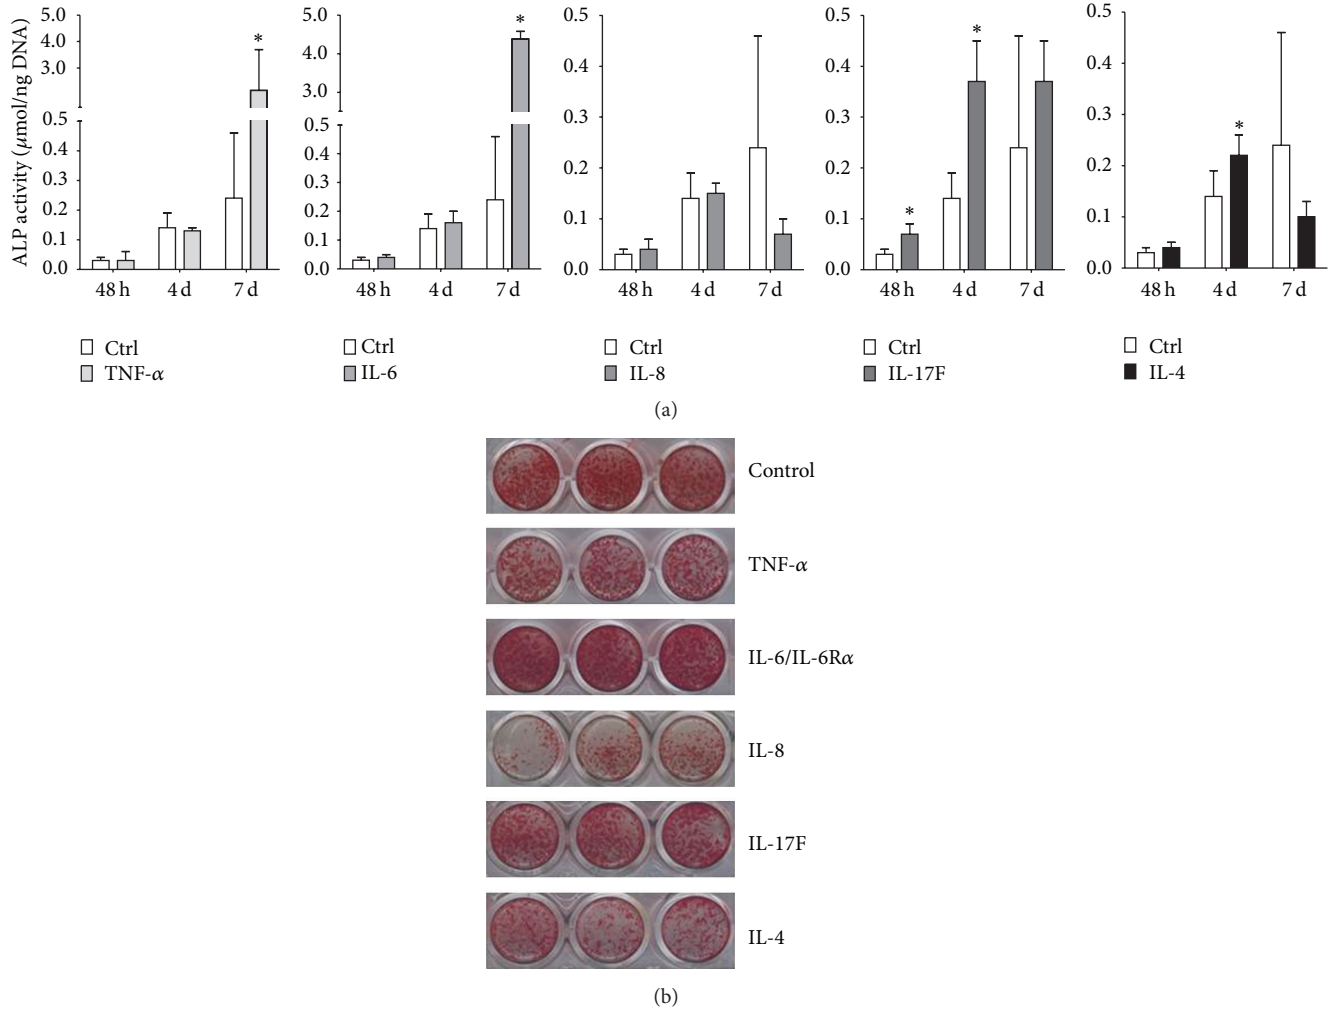 ALP activity (μmol/ng DNA)
5.0
4.0
3.0
0.5
0.4
0.3
0.2
0.1
0.0
*
48 h 4 d 7 d
Ctrl
TNF-α
5.0
4.0
3.0
0.5
0.4
0.3
0.2
0.1
0.0
*
48 h 4 d 7 d
Ctrl
IL-6
0.5
0.4
0.3
0.2
0.1
0.0
48 h 4 d 7 d
Ctrl
IL-8
0.5
0.4
0.3
0.2
0.1
0.0
* *
48 h 4 d 7 d
Ctrl
IL-17F
0.5
0.4
0.3
0.2
0.1
0.0
*
48 h 4 d 7 d
Ctrl
IL-4
(a)
Control
TNF-α
IL-6/IL-6Rα
IL-8
IL-17F
IL-4
(b)